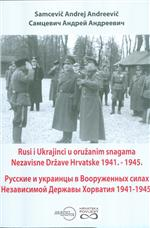 Samcevič Andrej Andreevič
Самцевич Андрей Андреевич
Rusi i Ukrajinci u oružanim snagama
Nezavisne Države Hrvatske 1941. - 1945.
Русские и украинцы в Вооруженных силах
Независимой Державы Хорватия 1941-1945